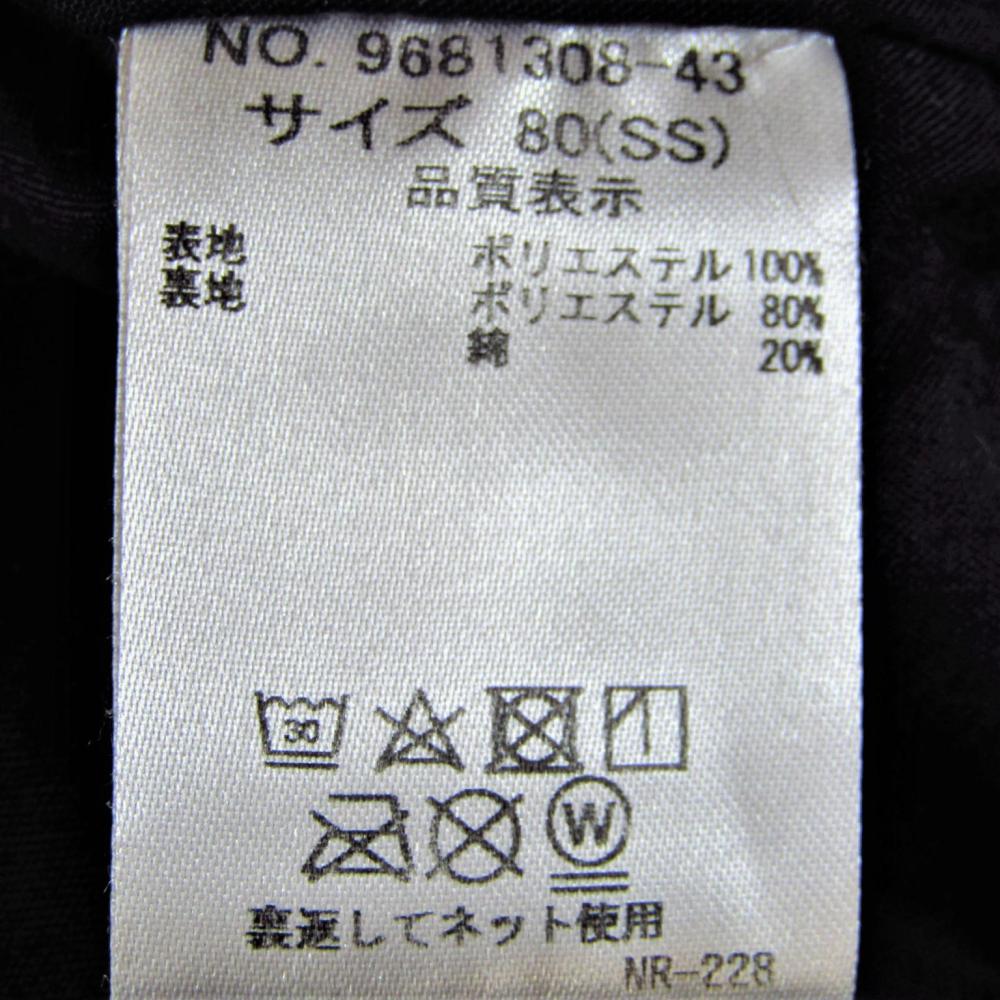 NO. 9681308-43
サイズ 80(SS)
品質表示
表地 ポリエステル 100%
裏地 ポリエステル 80%
綿 20%
30
W
裏返してネット使用
NR-228